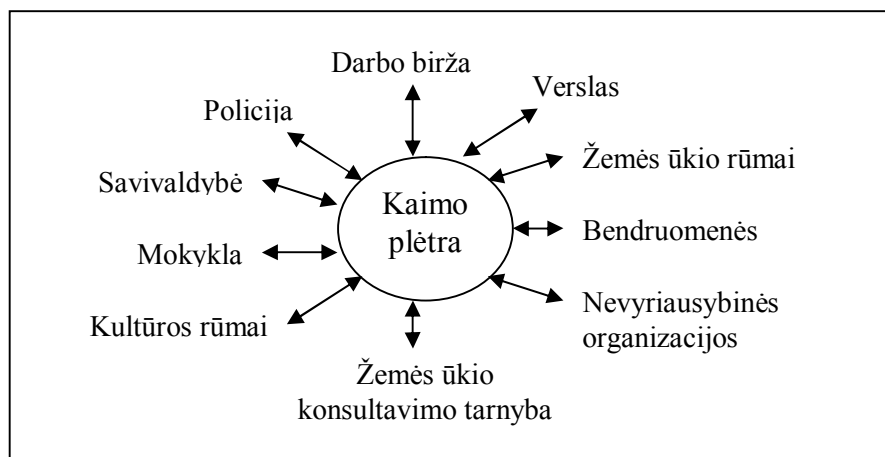 Darbo birža
Verslas
Policija
Žemės ūkio rūmai
Savivaldybė
Kaimo
plėtra
Bendruomenės
Mokykla
Nevyriausybinės
organizacijos
Kultūros rūmai
Žemės ūkio
konsultavimo tarnyba